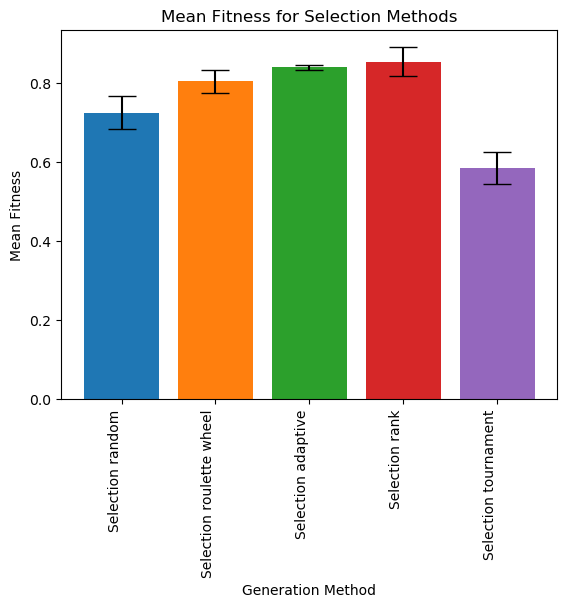 Mean Fitness for Selection Methods
Mean Fitness
0.8
0.6
0.4
0.2
0.0
Selection random
Selection roulette wheel
Selection adaptive
Selection rank
Selection tournament
Generation Method